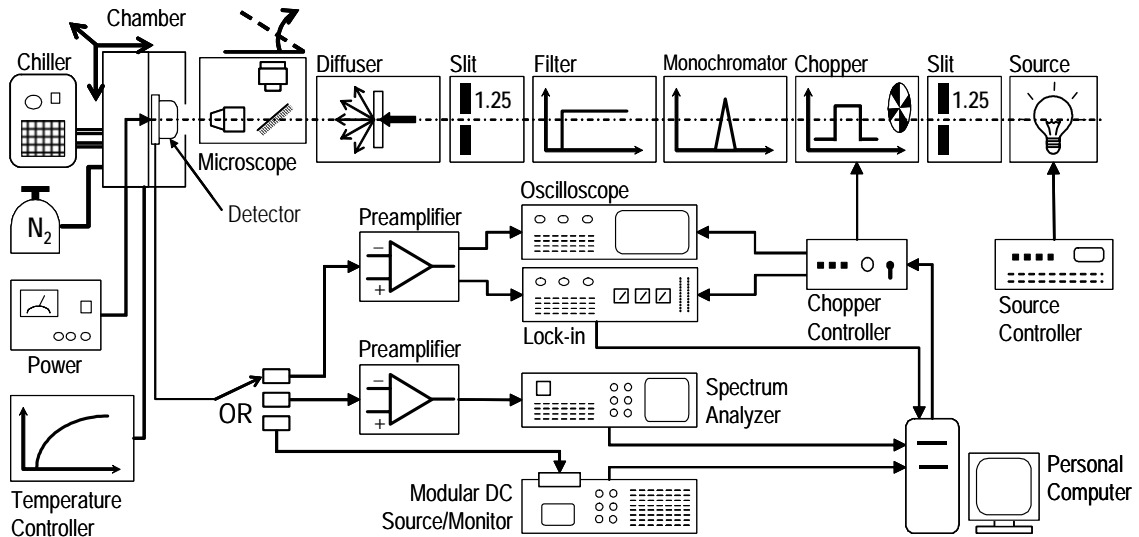 Chamber
Chiller
Diffuser
Slit
Filter
Monochromator
Chopper
Slit
Source
1.25
1.25
Microscope
N2
Detector
Preamplifier
Oscilloscope
Power
Lock-in
Chopper
Controller
Source
Controller
Preamplifier
OR
Spectrum
Analyzer
Temperature
Controller
Modular DC
Source/Monitor
Personal
Computer